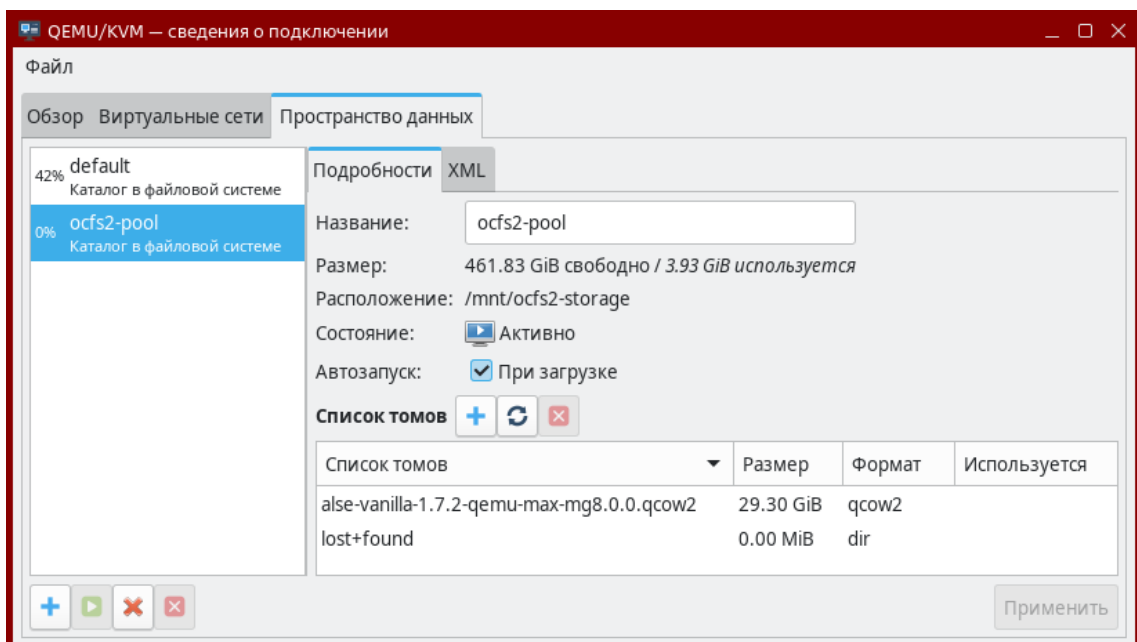 QEMU/KVM — сведения о подключении
Файл
Обзор Виртуальные сети Пространство данных
42% default
Каталог в файловой системе
0% ocfs2-pool
Каталог в файловой системе
Подробности XML
Название: ocfs2-pool
Размер: 461.83 GiB свободно / 3.93 GiB используется
Расположение: /mnt/ocfs2-storage
Состояние: Активно
Автозапуск: При загрузке
Список томов
Список томов Размер Формат Используется
alse-vanilla-1.7.2-qemu-max-mg8.0.0.qcow2 29.30 GiB qcow2
lost+found 0.00 MiB dir
Применить